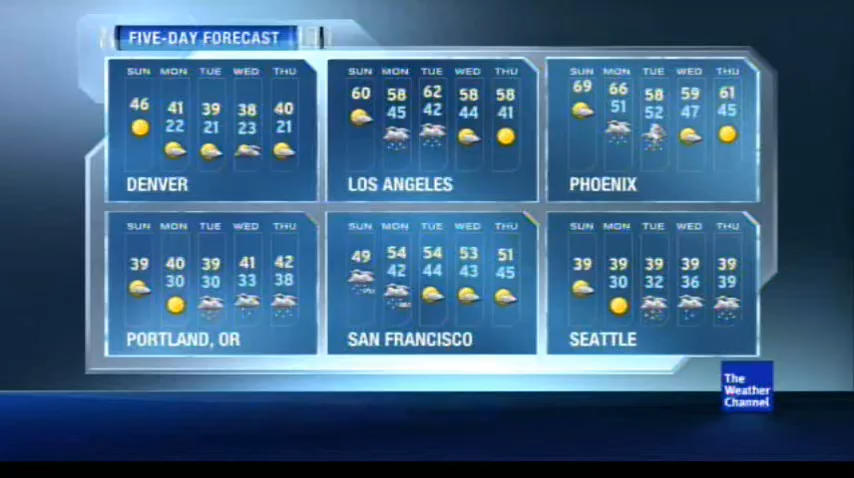 FIVE-DAY FORECAST
SUN MON TUE WED THU
46 41 39 38 40
22 21 23 21
DENVER
SUN MON TUE WED THU
60 58 62 58 58
45 42 44 41
LOS ANGELES
SUN MON TUE WED THU
69 66 58 59 61
51 52 47 45
PHOENIX
SUN MON TUE WED THU
39 40 39 41 42
30 30 33 38
PORTLAND, OR
SUN MON TUE WED THU
49 54 54 53 51
42 44 43 45
SAN FRANCISCO
SUN MON TUE WED THU
39 39 39 39 39
30 32 36 39
SEATTLE
The
Weather
Channel